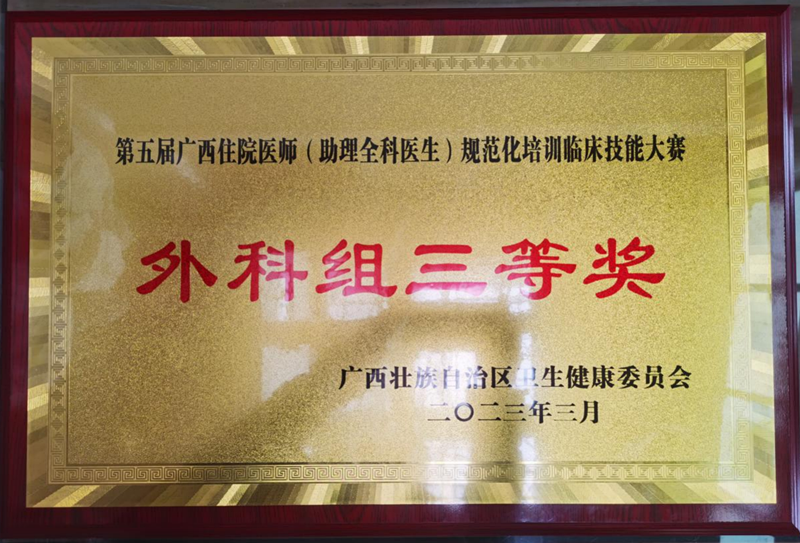 第五届广西住院医师（助理全科医生）规范化培训临床技能大赛
外科组三等奖
广西壮族自治区卫生健康委员会
二〇二三年三月